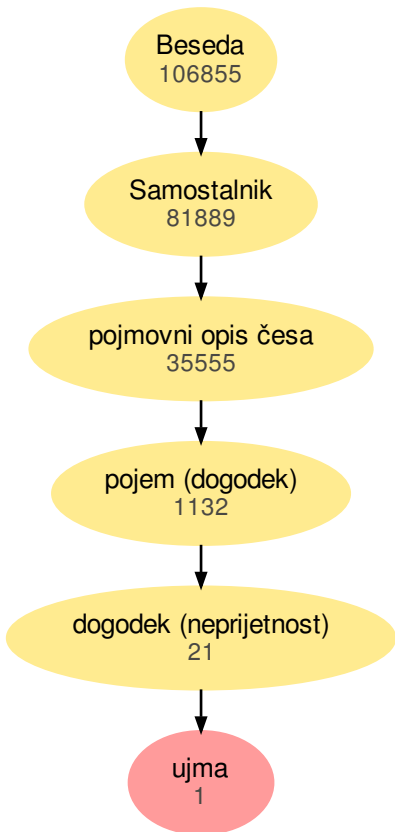 Beseda
106855
Samostalnik
81889
pojmovni opis česa
35555
pojem (dogodek)
1132
dogodek (neprijetnost)
21
ujma
1